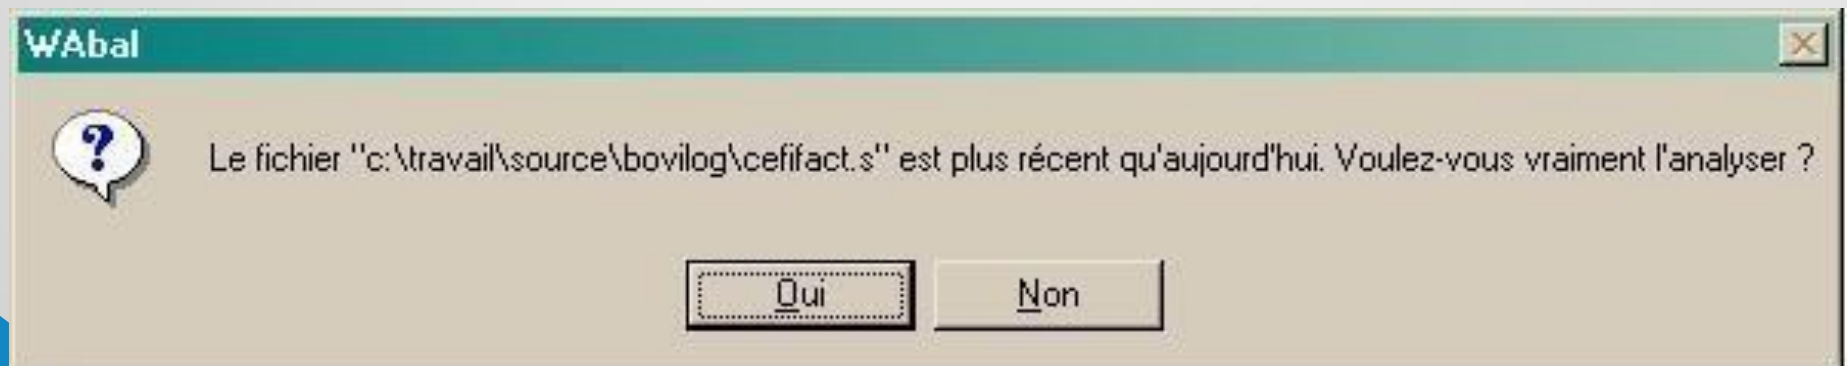 WAbal
Le fichier "c:\travail\source\bovilog\cefifact.s" est plus récent qu'aujourd'hui. Voulez-vous vraiment l'analyser ?
Oui
Non